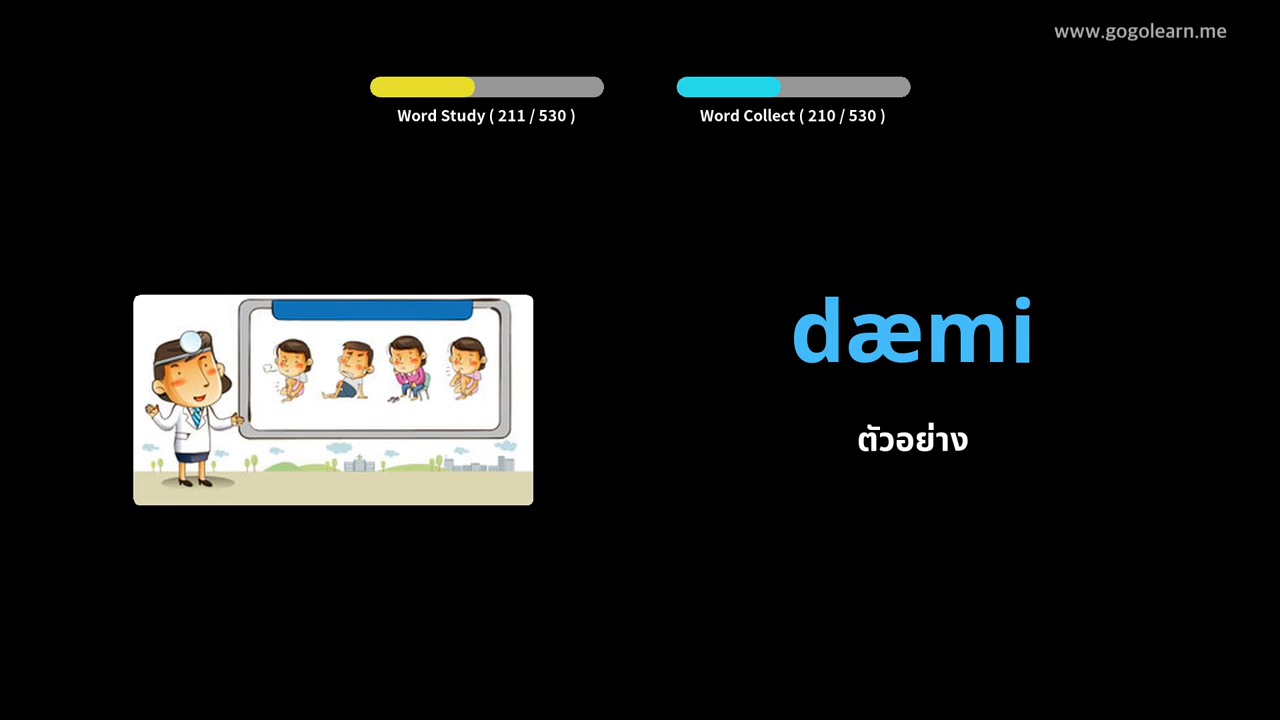 www.gogolearn.me
Word Study ( 211 / 530 )
Word Collect ( 210 / 530 )
dæmi
ตัวอย่าง